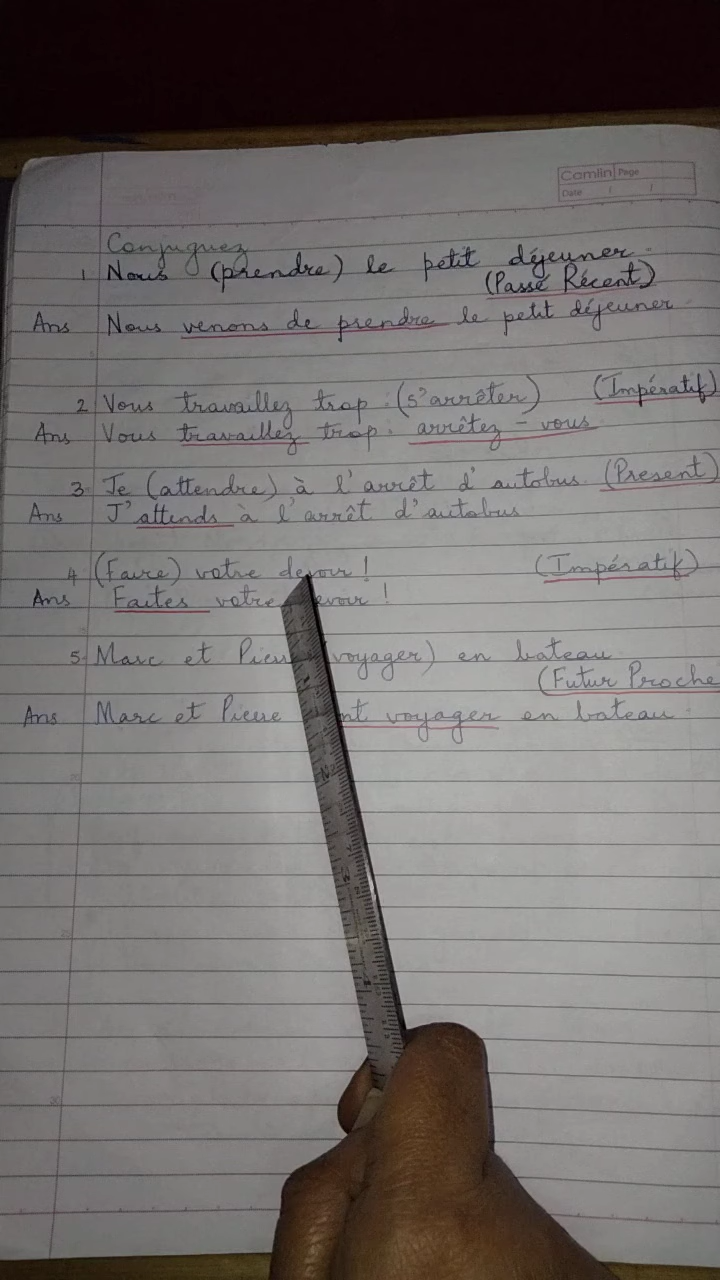 Camlin Page
Date / /
Conjuguez
1 Nous (prendre) le petit déjeuner.
(Passé Récent)
Ans Nous venons de prendre le petit déjeuner
2 Vous travaillez trop : (s'arrêter) (Impératif)
Ans Vous travaillez trop : arrêtez - vous
3 Je (attendre) à l'arrêt d'autobus (Present)
Ans J'attends à l'arrêt d'autobus
4 (Faire) votre devoir ! (Impératif)
Ans Faites votre evoir !
5 Marc et (voyager) en bateau
(Futur Proche
Ans Marc et Pierre nt voyager en bateau